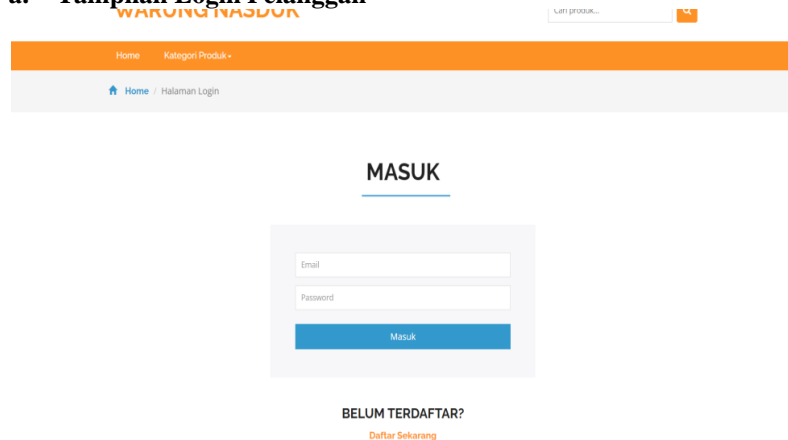 a. Tampilan Login Pelanggan
WARUNG NASDUK
Cari produk...
Home Kategori Produk
Home / Halaman Login
MASUK
Email
Password
Masuk
BELUM TERDAFTAR?
Daftar Sekarang